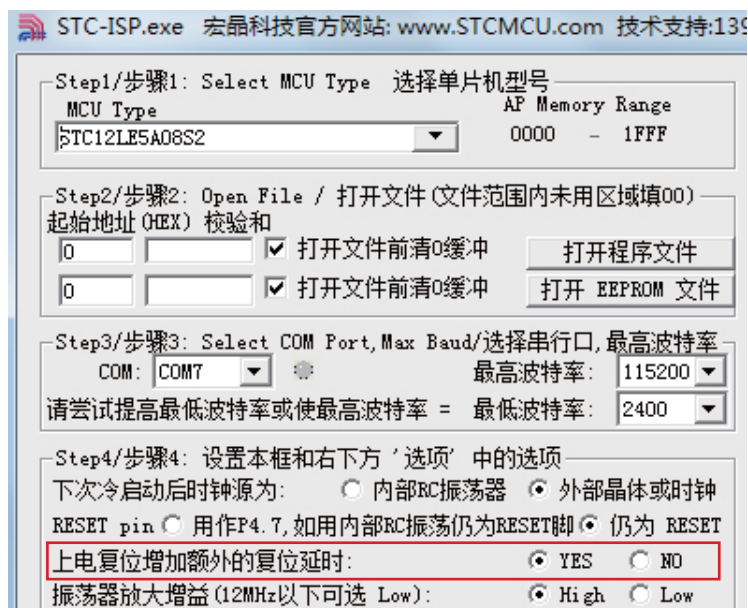 STC-ISP.exe 宏晶科技官方网站: www.STCMCU.com 技术支持:139
Step1/步骤1: Select MCU Type 选择单片机型号
MCU Type AP Memory Range
STC12LE5A08S2 0000 - 1FFF
Step2/步骤2: Open File / 打开文件(文件范围内未用区域填00)
起始地址(HEX) 校验和
0 打开文件前清0缓冲 打开程序文件
0 打开文件前清0缓冲 打开 EEPROM 文件
Step3/步骤3: Select COM Port,Max Baud/选择串行口,最高波特率
COM: COM7 最高波特率: 115200
请尝试提高最低波特率或使最高波特率 = 最低波特率: 2400
Step4/步骤4: 设置本框和右下方 '选项' 中的选项
下次冷启动后时钟源为: 内部RC振荡器 外部晶体或时钟
RESET pin 用作P4.7,如用内部RC振荡仍为RESET脚 仍为 RESET
上电复位增加额外的复位延时: YES NO
振荡器放大增益(12MHz以下可选 Low): High Low